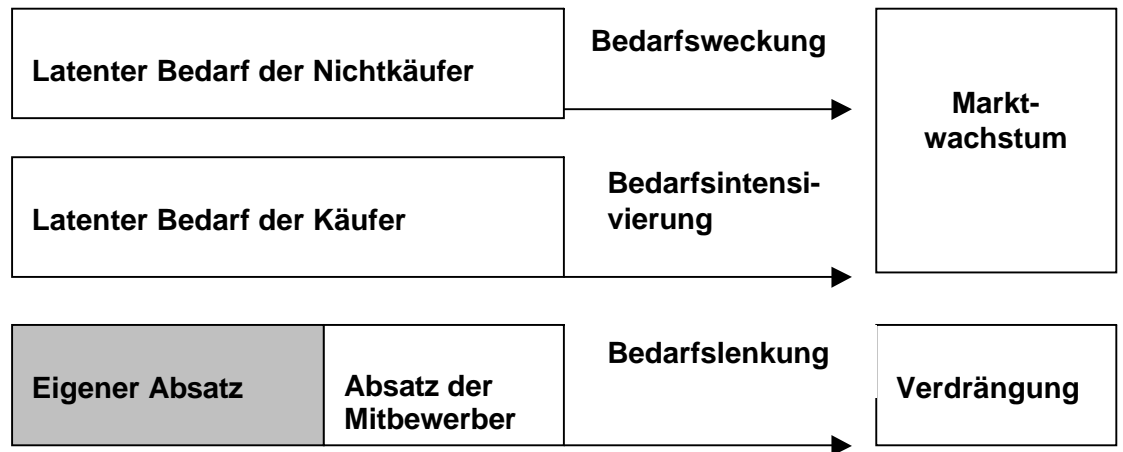 Latenter Bedarf der Nichtkäufer
Bedarfsweckung
Markt-
wachstum
Latenter Bedarf der Käufer
Bedarfsintensi-
vierung
Eigener Absatz
Absatz der
Mitbewerber
Bedarfslenkung
Verdrängung